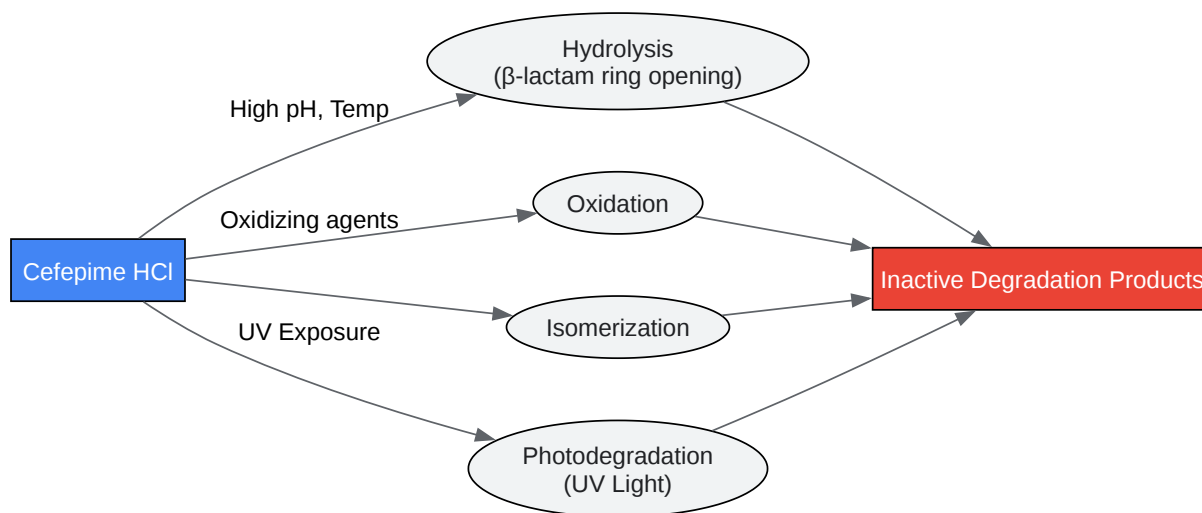 Hydrolysis
(β-lactam ring opening)
High pH, Temp
Oxidation
Oxidizing agents
Cefepime HCl
Inactive Degradation Products
Isomerization
UV Exposure
Photodegradation
(UV Light)